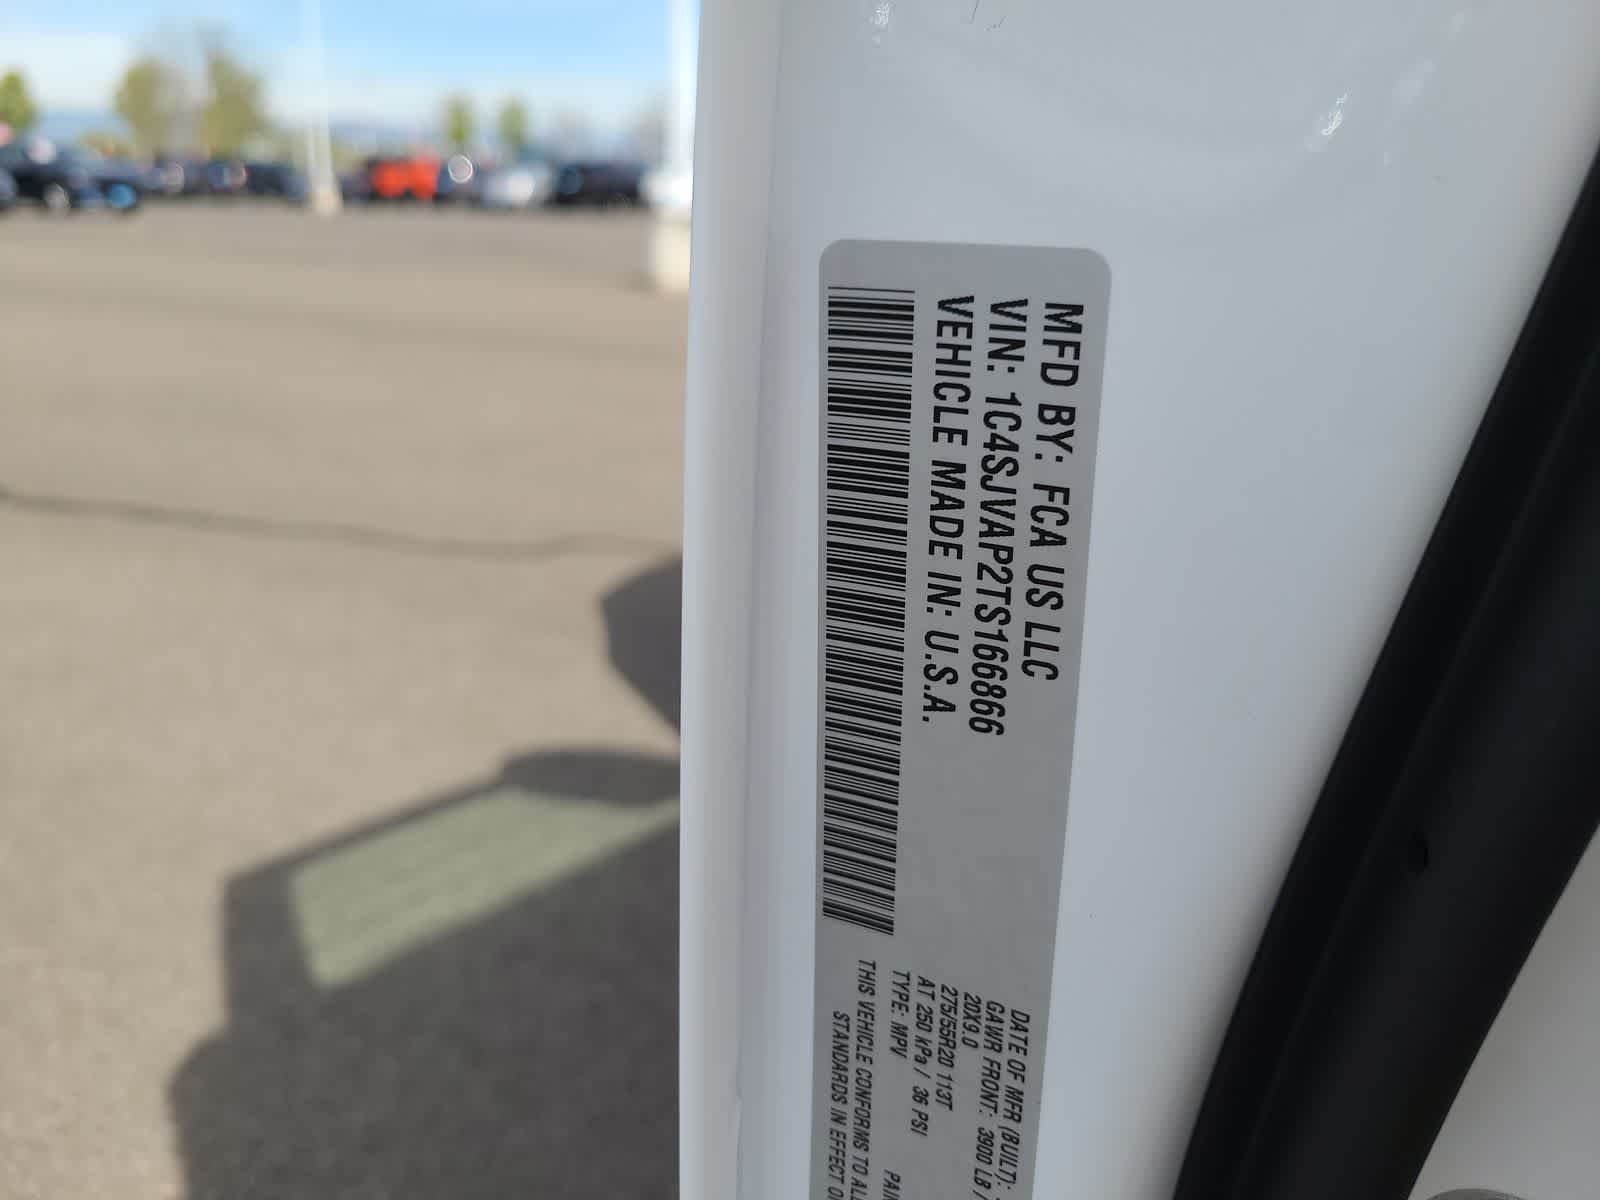 MFD BY: FCA US LLC
VIN: 1C4SJVAP2TS166866
VEHICLE MADE IN: U.S.A.
DATE OF MFR (BUILT):
GAWR FRONT: 3900 LB /
20X9.0
275/55R20 113T
AT 250 kPa / 36 PSI
TYPE: MPV
THIS VEHICLE CONFORMS TO
STANDARDS IN EFFECT